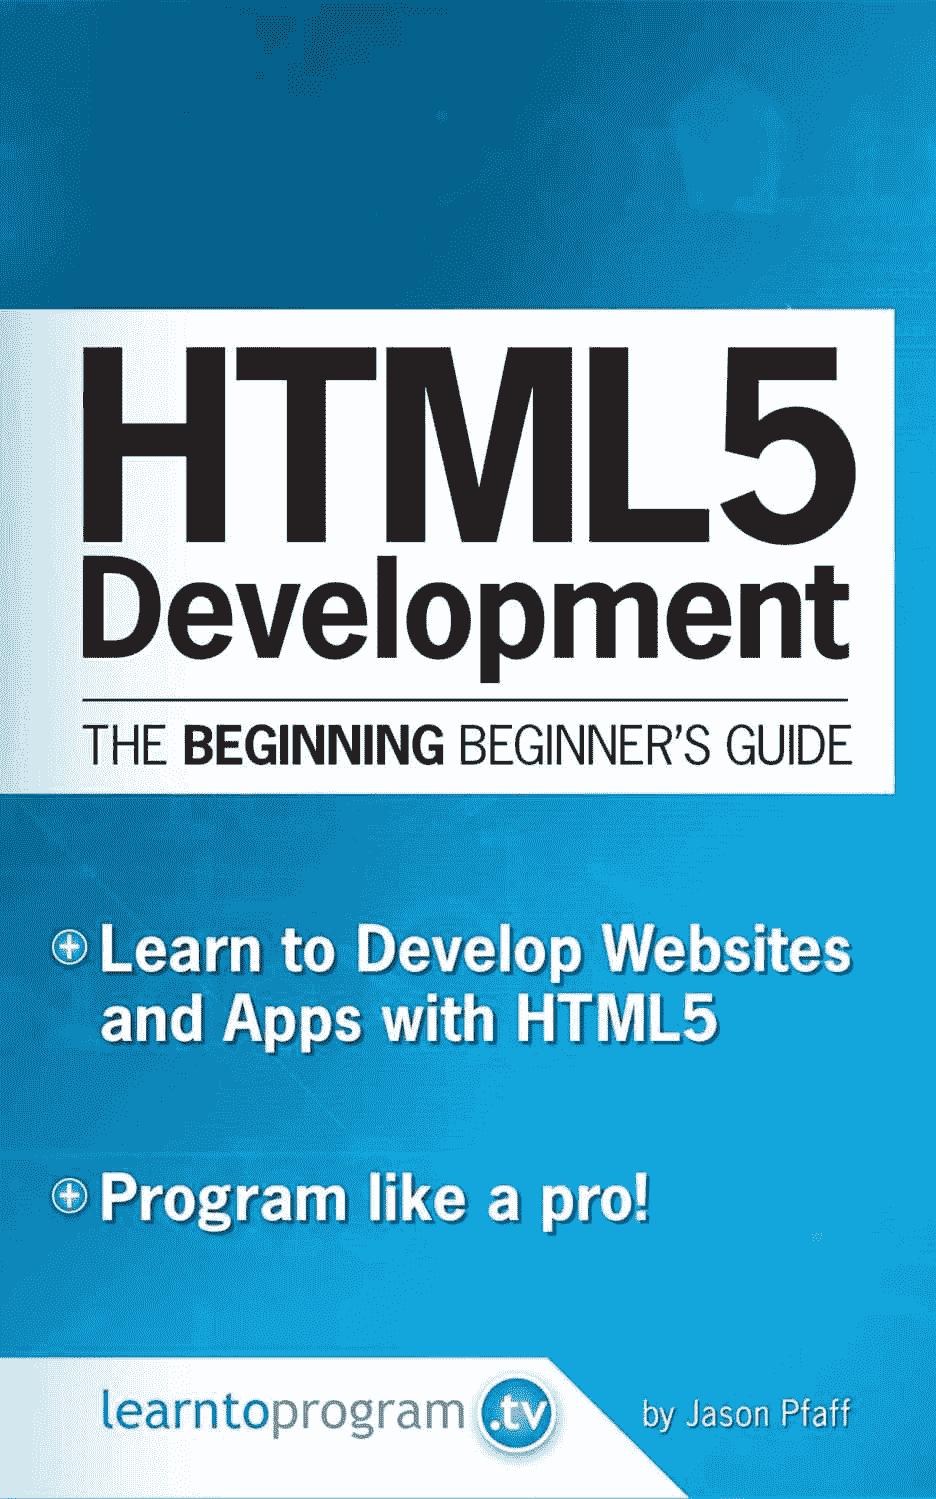 HTML5
Development
THE BEGINNING BEGINNER'S GUIDE
Learn to Develop Websites
and Apps with HTML5
Program like a pro!
learntoprogram.tv
by Jason Pfaff